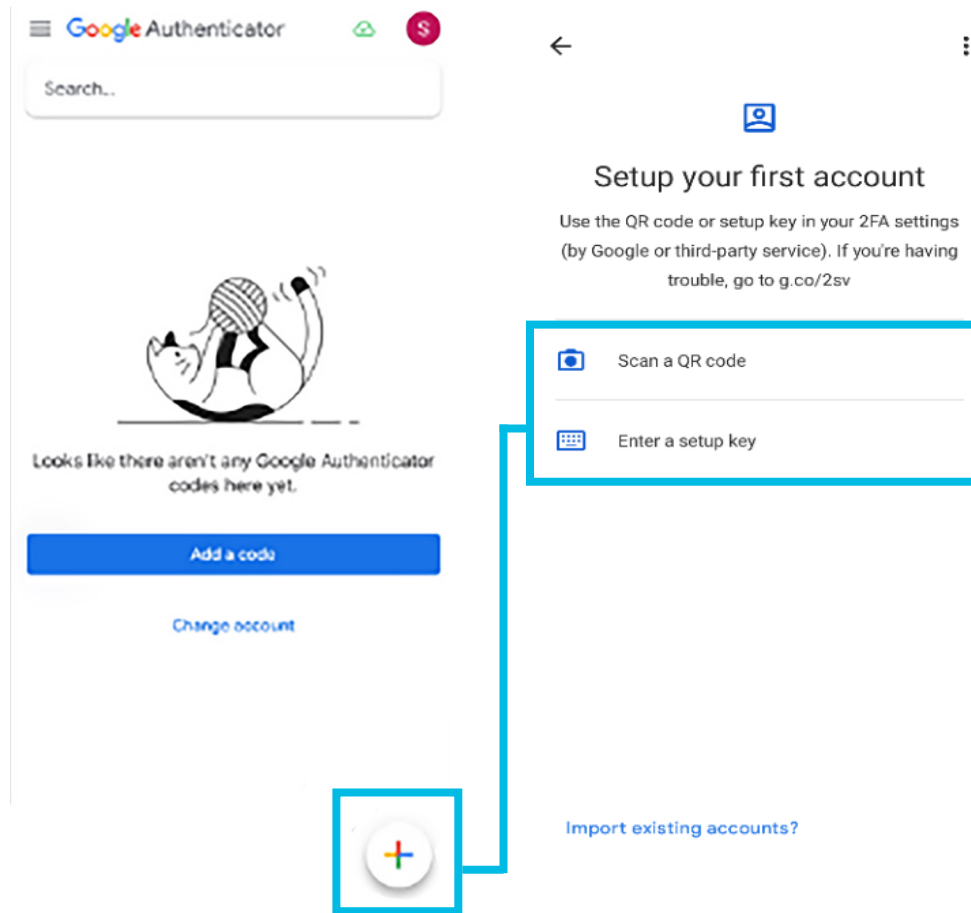 Google Authenticator
S
Search...
Looks like there aren't any Google Authenticator
codes here yet.
Add a code
Change account
Setup your first account
Use the QR code or setup key in your 2FA settings
(by Google or third-party service). If you're having
trouble, go to g.co/2sv
Scan a QR code
Enter a setup key
Import existing accounts?